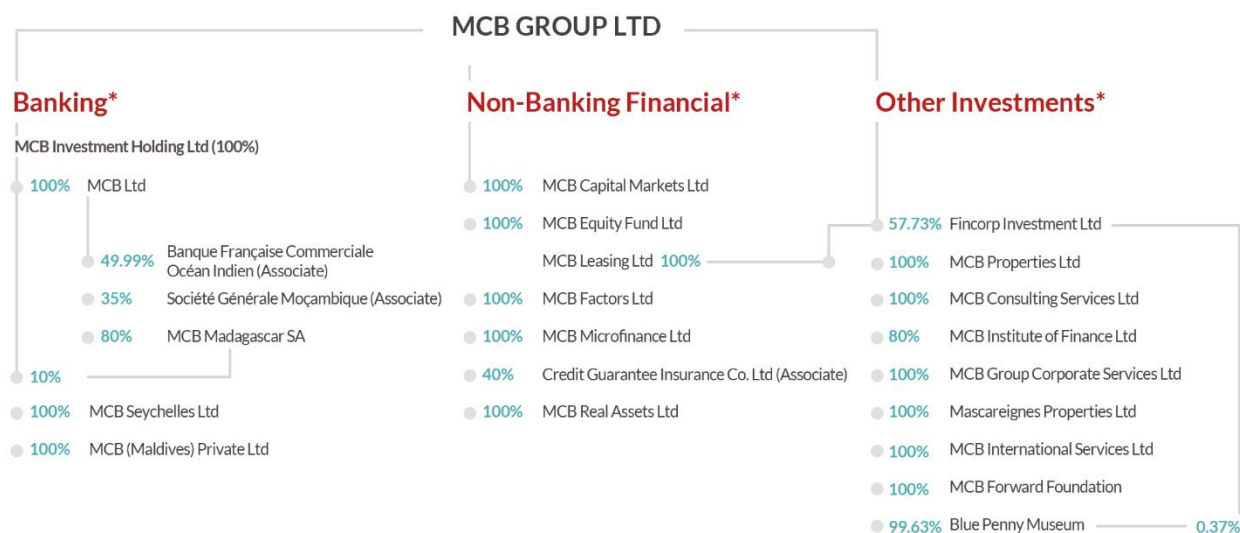 MCB GROUP LTD
Banking*
MCB Investment Holding Ltd (100%)
100% MCB Ltd
49.99% Banque Française Commerciale
Océan Indien (Associate)
35% Société Générale Moçambique (Associate)
80% MCB Madagascar SA
10%
100% MCB Seychelles Ltd
100% MCB (Maldives) Private Ltd
Non-Banking Financial*
100% MCB Capital Markets Ltd
100% MCB Equity Fund Ltd
MCB Leasing Ltd 100%
100% MCB Factors Ltd
100% MCB Microfinance Ltd
40% Credit Guarantee Insurance Co. Ltd (Associate)
100% MCB Real Assets Ltd
Other Investments*
57.73% Fincorp Investment Ltd
100% MCB Properties Ltd
100% MCB Consulting Services Ltd
80% MCB Institute of Finance Ltd
100% MCB Group Corporate Services Ltd
100% Mascareignes Properties Ltd
100% MCB International Services Ltd
100% MCB Forward Foundation
99.63% Blue Penny Museum 0.37%